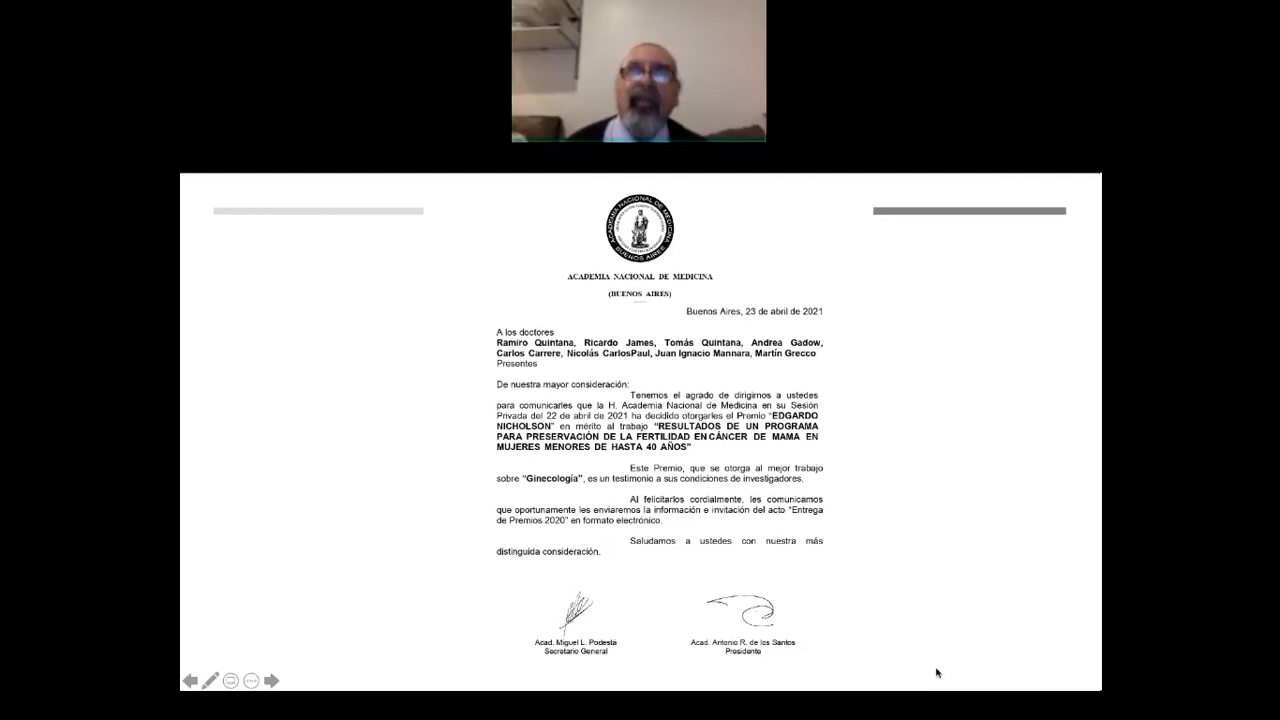 ACADEMIA NACIONAL DE MEDICINA
BUENOS AIRES
ACADEMIA NACIONAL DE MEDICINA
(BUENOS AIRES)
Buenos Aires, 23 de abril de 2021
A los doctores
Ramiro Quintana, Ricardo James, Tomás Quintana, Andrea Gadow,
Carlos Carrere, Nicolás CarlosPaul, Juan Ignacio Mannara, Martín Grecco
Presentes
De nuestra mayor consideración:
Tenemos el agrado de dirigirnos a ustedes
para comunicarles que la H. Academia Nacional de Medicina en su Sesión
Privada del 22 de abril de 2021 ha decidido otorgarles el Premio “EDGARDO
NICHOLSON” en mérito al trabajo “RESULTADOS DE UN PROGRAMA
PARA PRESERVACIÓN DE LA FERTILIDAD EN CÁNCER DE MAMA EN
MUJERES MENORES DE HASTA 40 AÑOS”
Este Premio, que se otorga al mejor trabajo
sobre “Ginecología”, es un testimonio a sus condiciones de investigadores.
Al felicitarlos cordialmente, les comunicamos
que oportunamente les enviaremos la información e invitación del acto “Entrega
de Premios 2020” en formato electrónico.
Saludamos a ustedes con nuestra más
distinguida consideración.
Acad. Miguel L. Podestá
Secretario General
Acad. Antonio R. de los Santos
Presidente